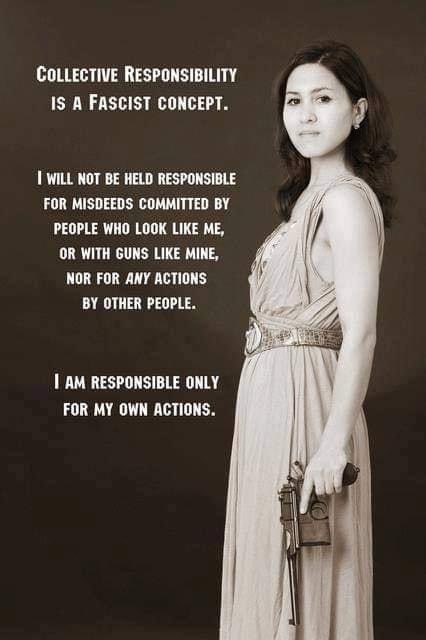 Collective Responsibility
is a Fascist concept.
I will not be held responsible
for misdeeds committed by
people who look like me,
or with guns like mine,
nor for any actions
by other people.
I am responsible only
for my own actions.